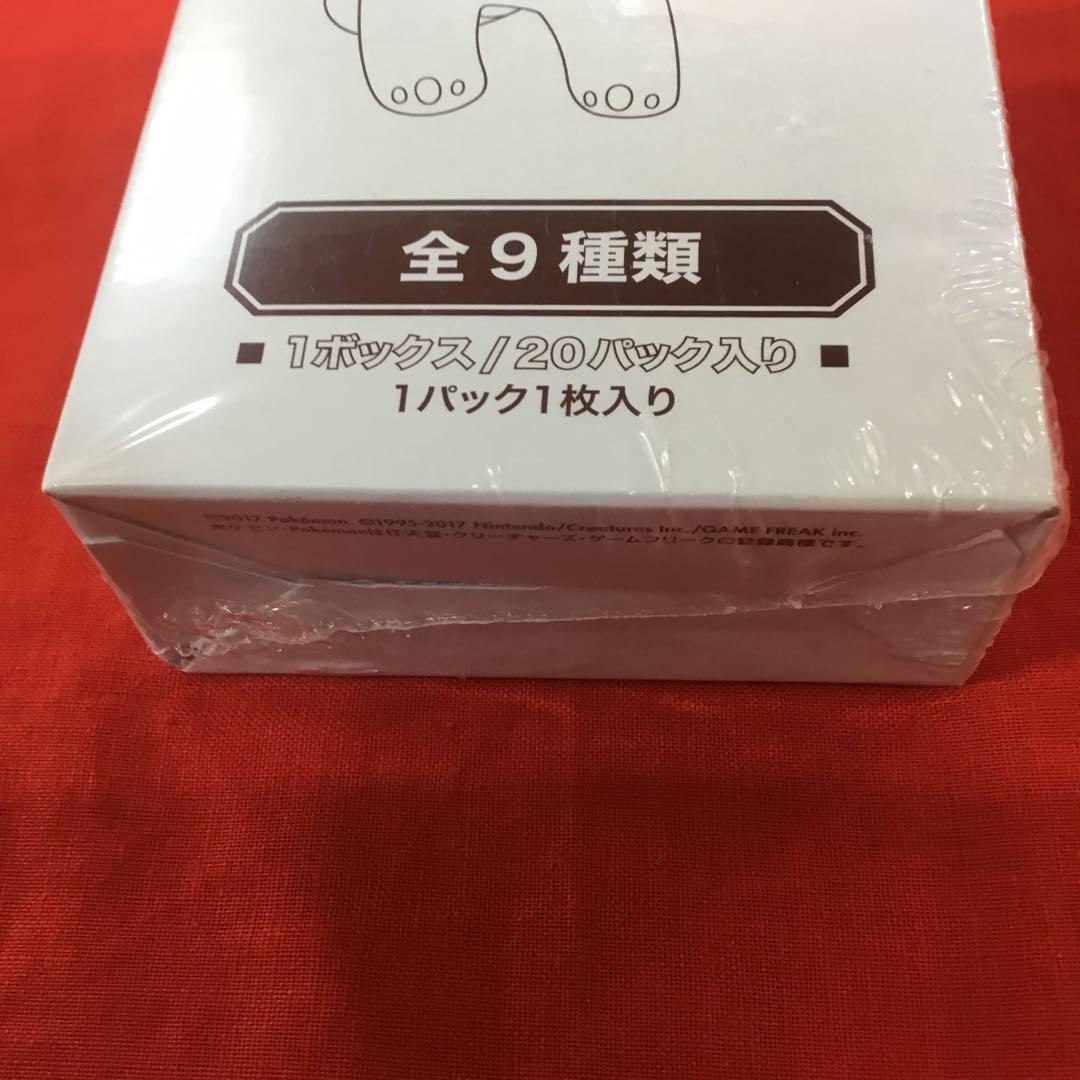 全9種類
■ 1ボックス/20パック入り ■
1パック1枚入り
©2017 Pokémon. ©1995-2017 Nintendo/Creatures Inc./GAME FREAK inc.
ポケモン・Pokémonは任天堂・クリーチャーズ・ゲームフリークの登録商標です。